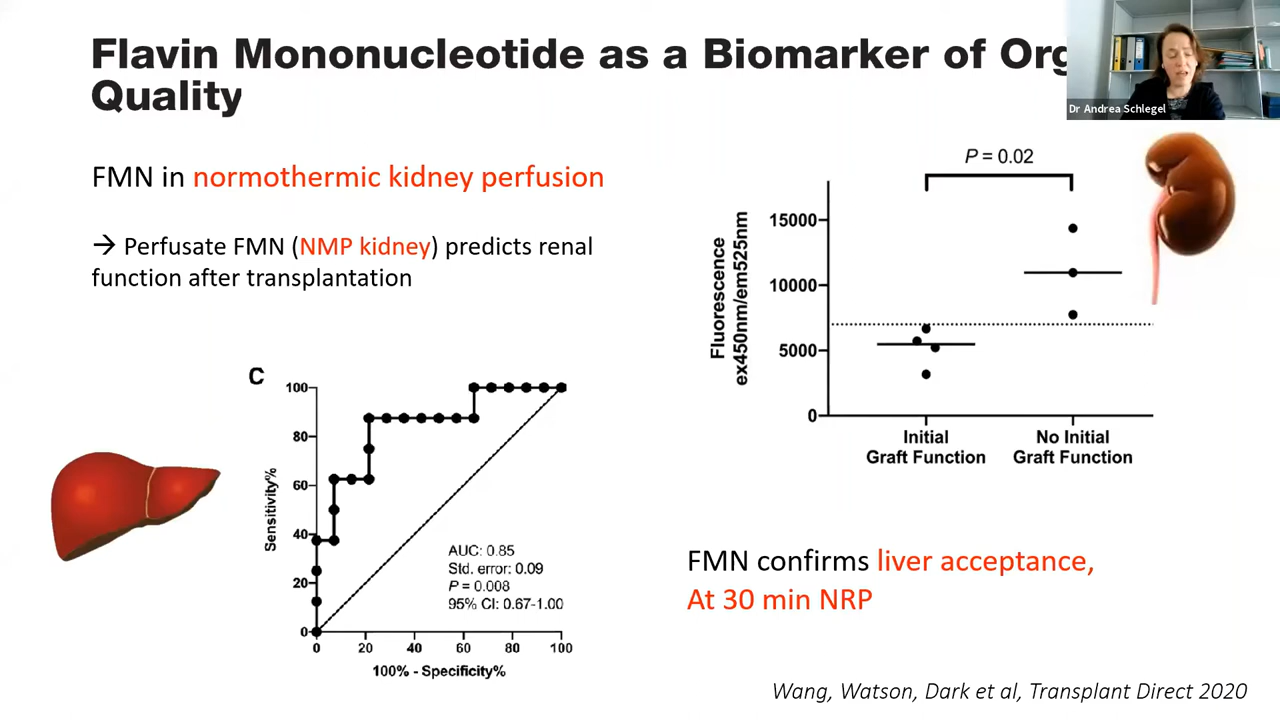 Flavin Mononucleotide as a Biomarker of Org
Quality
Dr Andrea Schlegel
FMN in normothermic kidney perfusion
→ Perfusate FMN (NMP kidney) predicts renal
function after transplantation
P = 0.02
Fluorescence
ex450nm/em525nm
15000
10000
5000
0
Initial
Graft Function
No Initial
Graft Function
C
Sensitivity%
100
80
60
40
20
0
AUC: 0.85
Std. error: 0.09
P = 0.008
95% CI: 0.67-1.00
0 20 40 60 80 100
100% - Specificity%
FMN confirms liver acceptance,
At 30 min NRP
Wang, Watson, Dark et al, Transplant Direct 2020